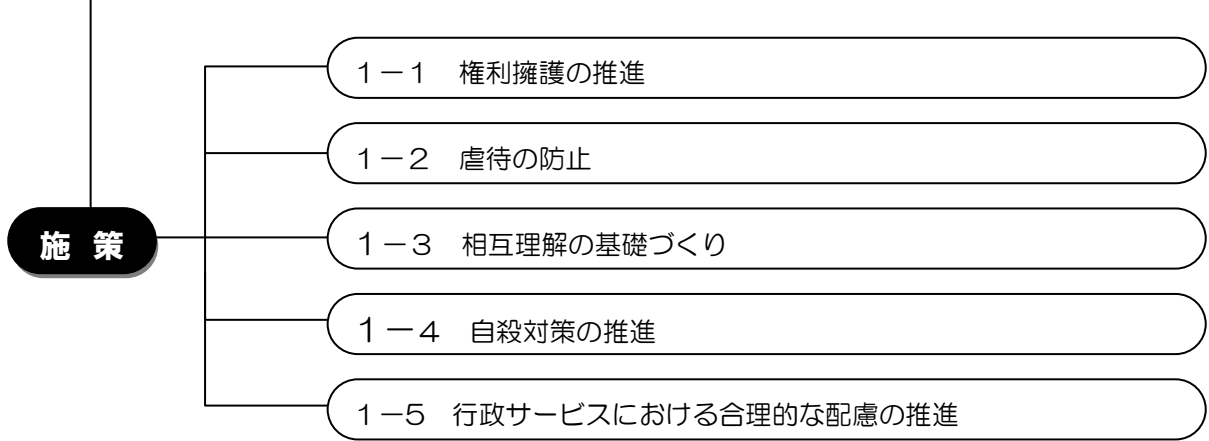 1－1　権利擁護の推進
1－2　虐待の防止
施 策
1－3　相互理解の基礎づくり
1－4　自殺対策の推進
1－5　行政サービスにおける合理的な配慮の推進